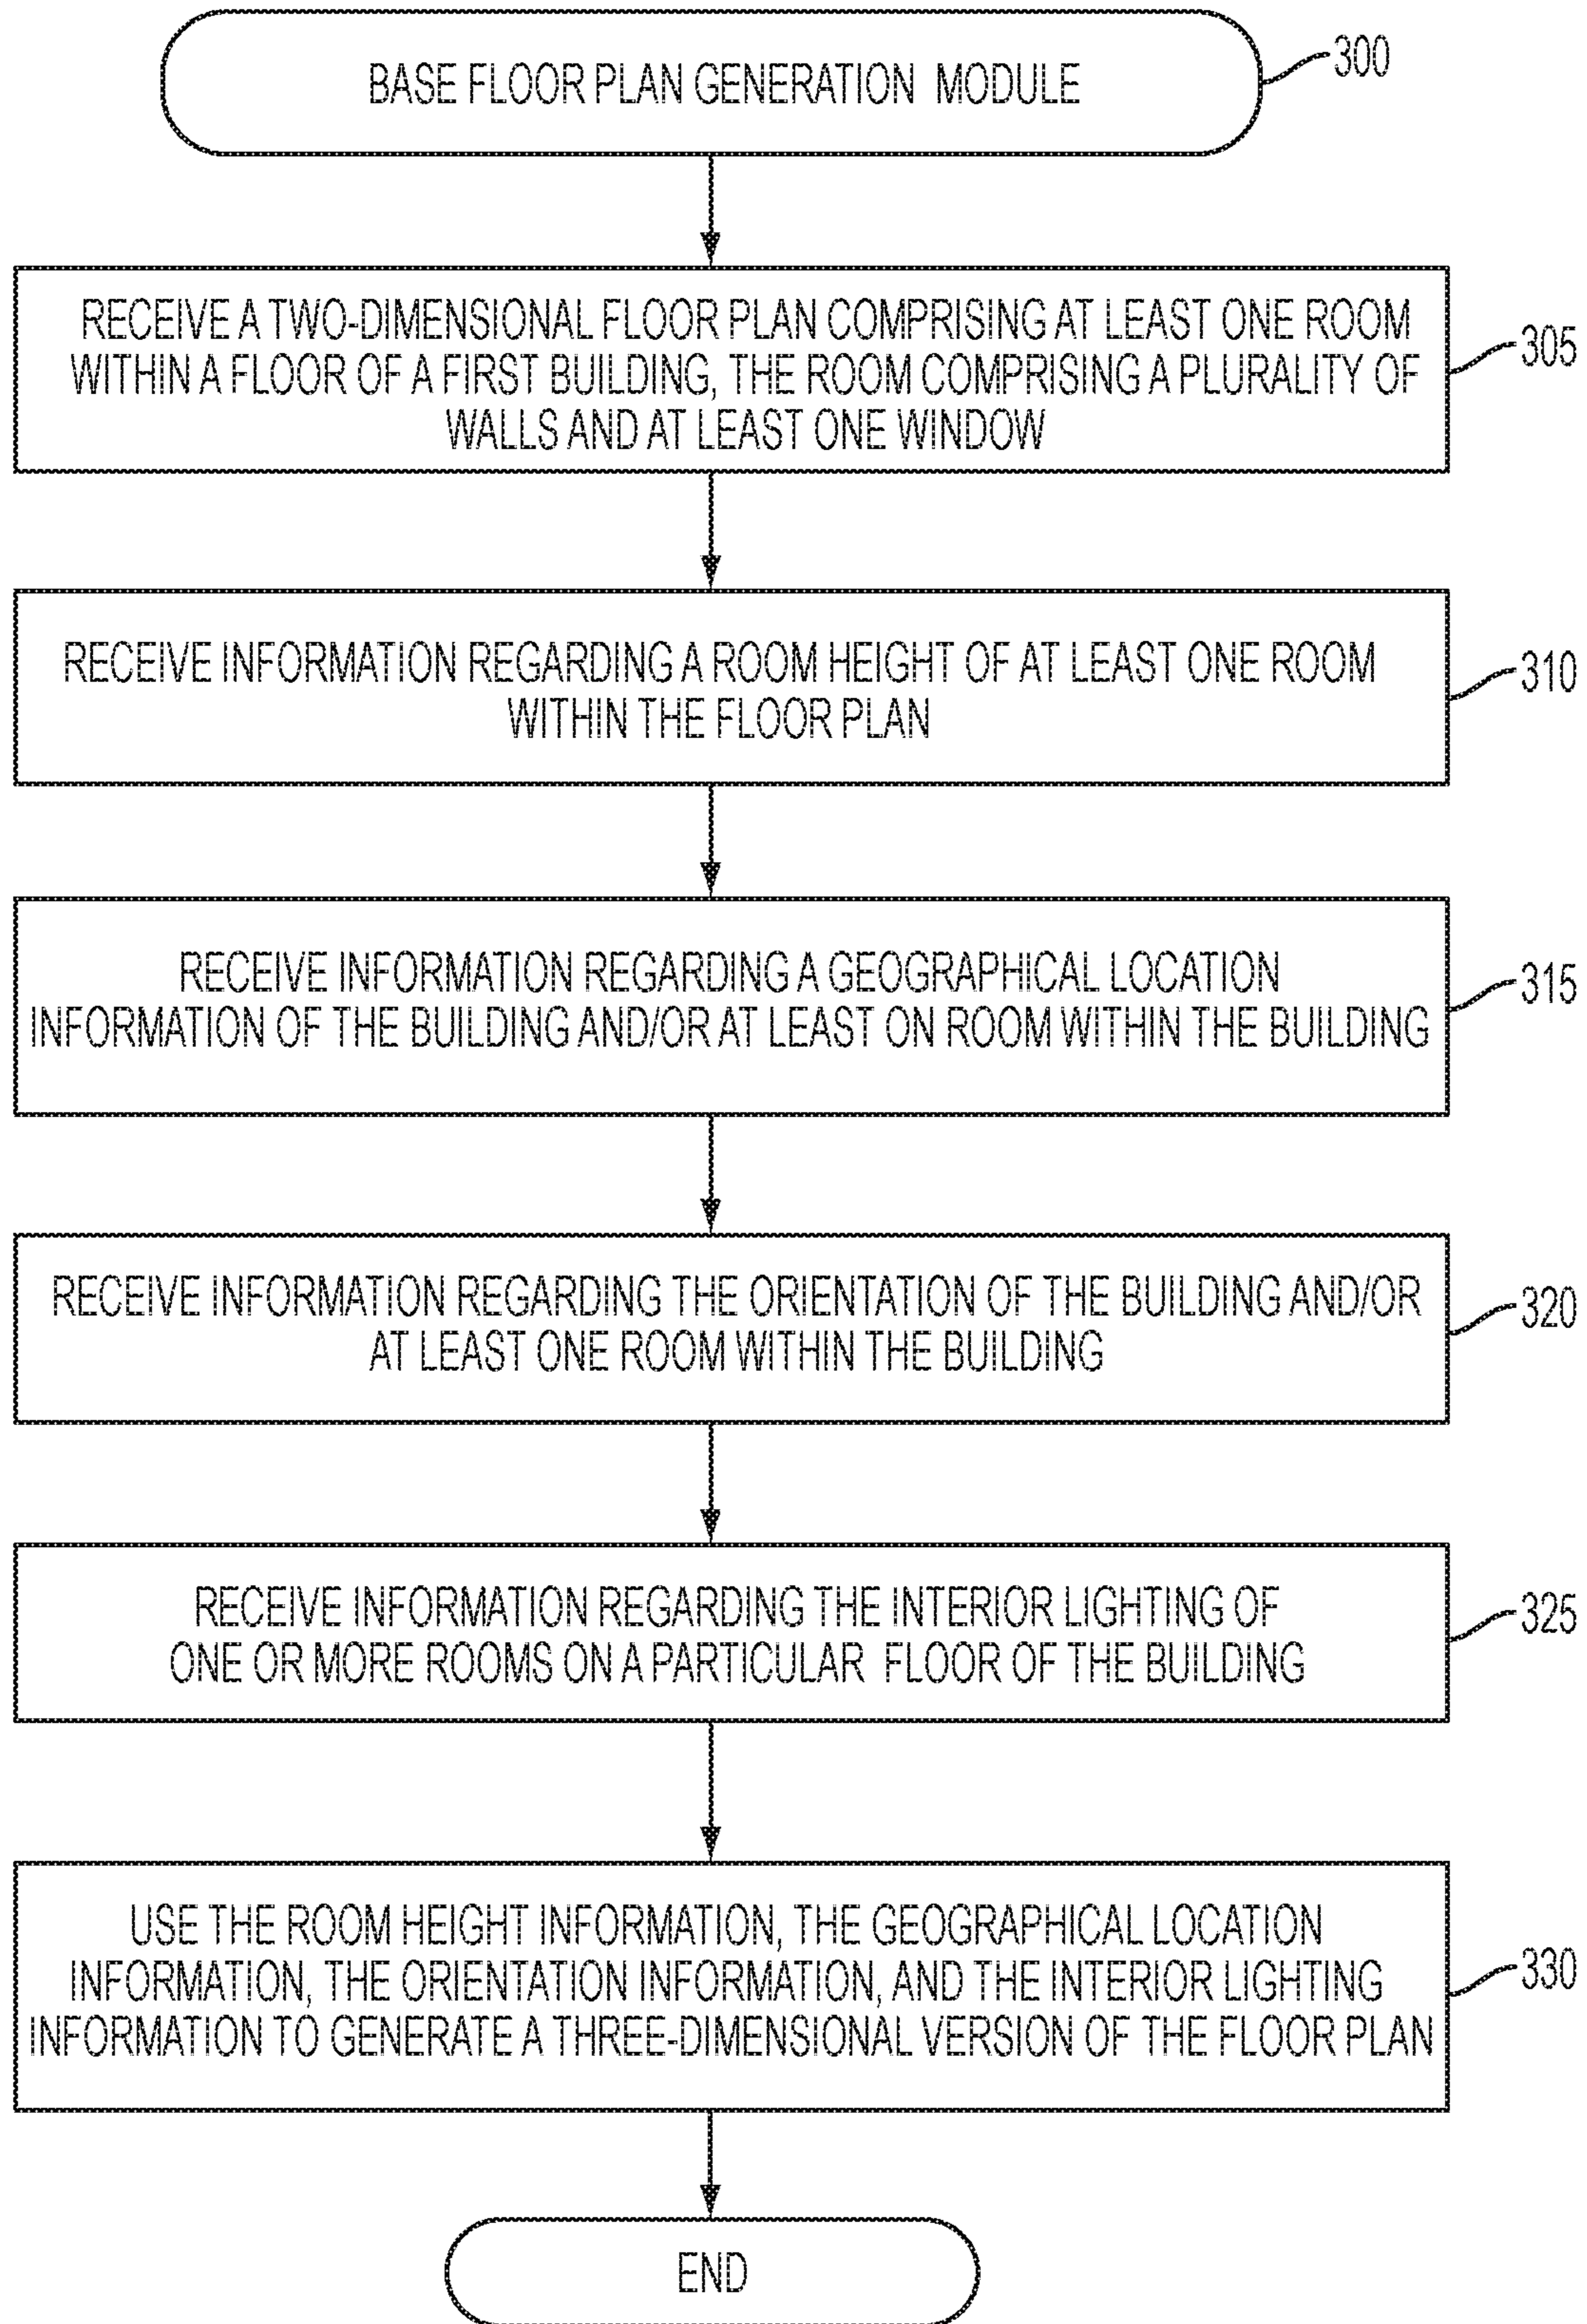 BASE FLOOR PLAN GENERATION MODULE
300
RECEIVE A TWO-DIMENSIONAL FLOOR PLAN COMPRISING AT LEAST ONE ROOM
WITHIN A FLOOR OF A FIRST BUILDING, THE ROOM COMPRISING A PLURALITY OF
WALLS AND AT LEAST ONE WINDOW
305
RECEIVE INFORMATION REGARDING A ROOM HEIGHT OF AT LEAST ONE ROOM
WITHIN THE FLOOR PLAN
310
RECEIVE INFORMATION REGARDING A GEOGRAPHICAL LOCATION
INFORMATION OF THE BUILDING AND/OR AT LEAST ON ROOM WITHIN THE BUILDING
315
RECEIVE INFORMATION REGARDING THE ORIENTATION OF THE BUILDING AND/OR
AT LEAST ONE ROOM WITHIN THE BUILDING
320
RECEIVE INFORMATION REGARDING THE INTERIOR LIGHTING OF
ONE OR MORE ROOMS ON A PARTICULAR FLOOR OF THE BUILDING
325
USE THE ROOM HEIGHT INFORMATION, THE GEOGRAPHICAL LOCATION
INFORMATION, THE ORIENTATION INFORMATION, AND THE INTERIOR LIGHTING
INFORMATION TO GENERATE A THREE-DIMENSIONAL VERSION OF THE FLOOR PLAN
330
END